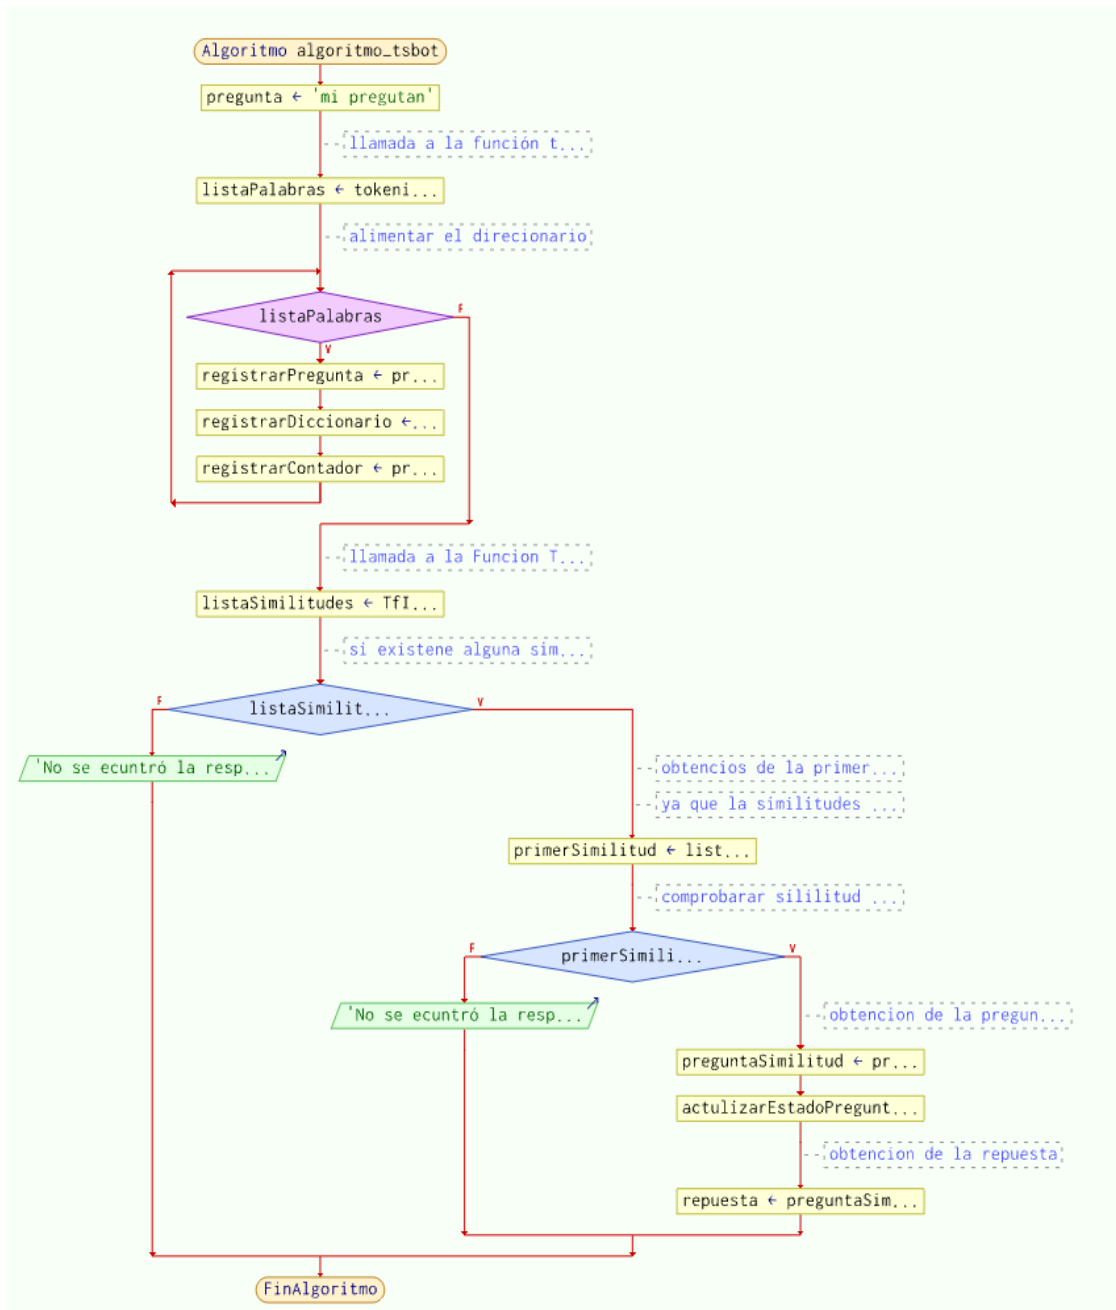 Algoritmo algoritmo_tsbot
pregunta ← 'mi pregutan'
llamada a la función t...
listaPalabras ← tokeni...
alimentar el direcionario
listaPalabras
F
V
registrarPregunta ← pr...
registrarDiccionario ←...
registrarContador ← pr...
llamada a la Funcion T...
listaSimilitudes ← TfI...
si existene alguna sim...
F
listaSimilit...
V
'No se ecuntró la resp...
obtencios de la primer...
ya que la similitudes ...
primerSimilitud ← list...
comprobarar sililitud ...
F
primerSimili...
V
'No se ecuntró la resp...
obtencion de la pregun...
preguntaSimilitud ← pr...
actulizarEstadoPregunt...
obtencion de la repuesta
repuesta ← preguntaSim...
FinAlgoritmo